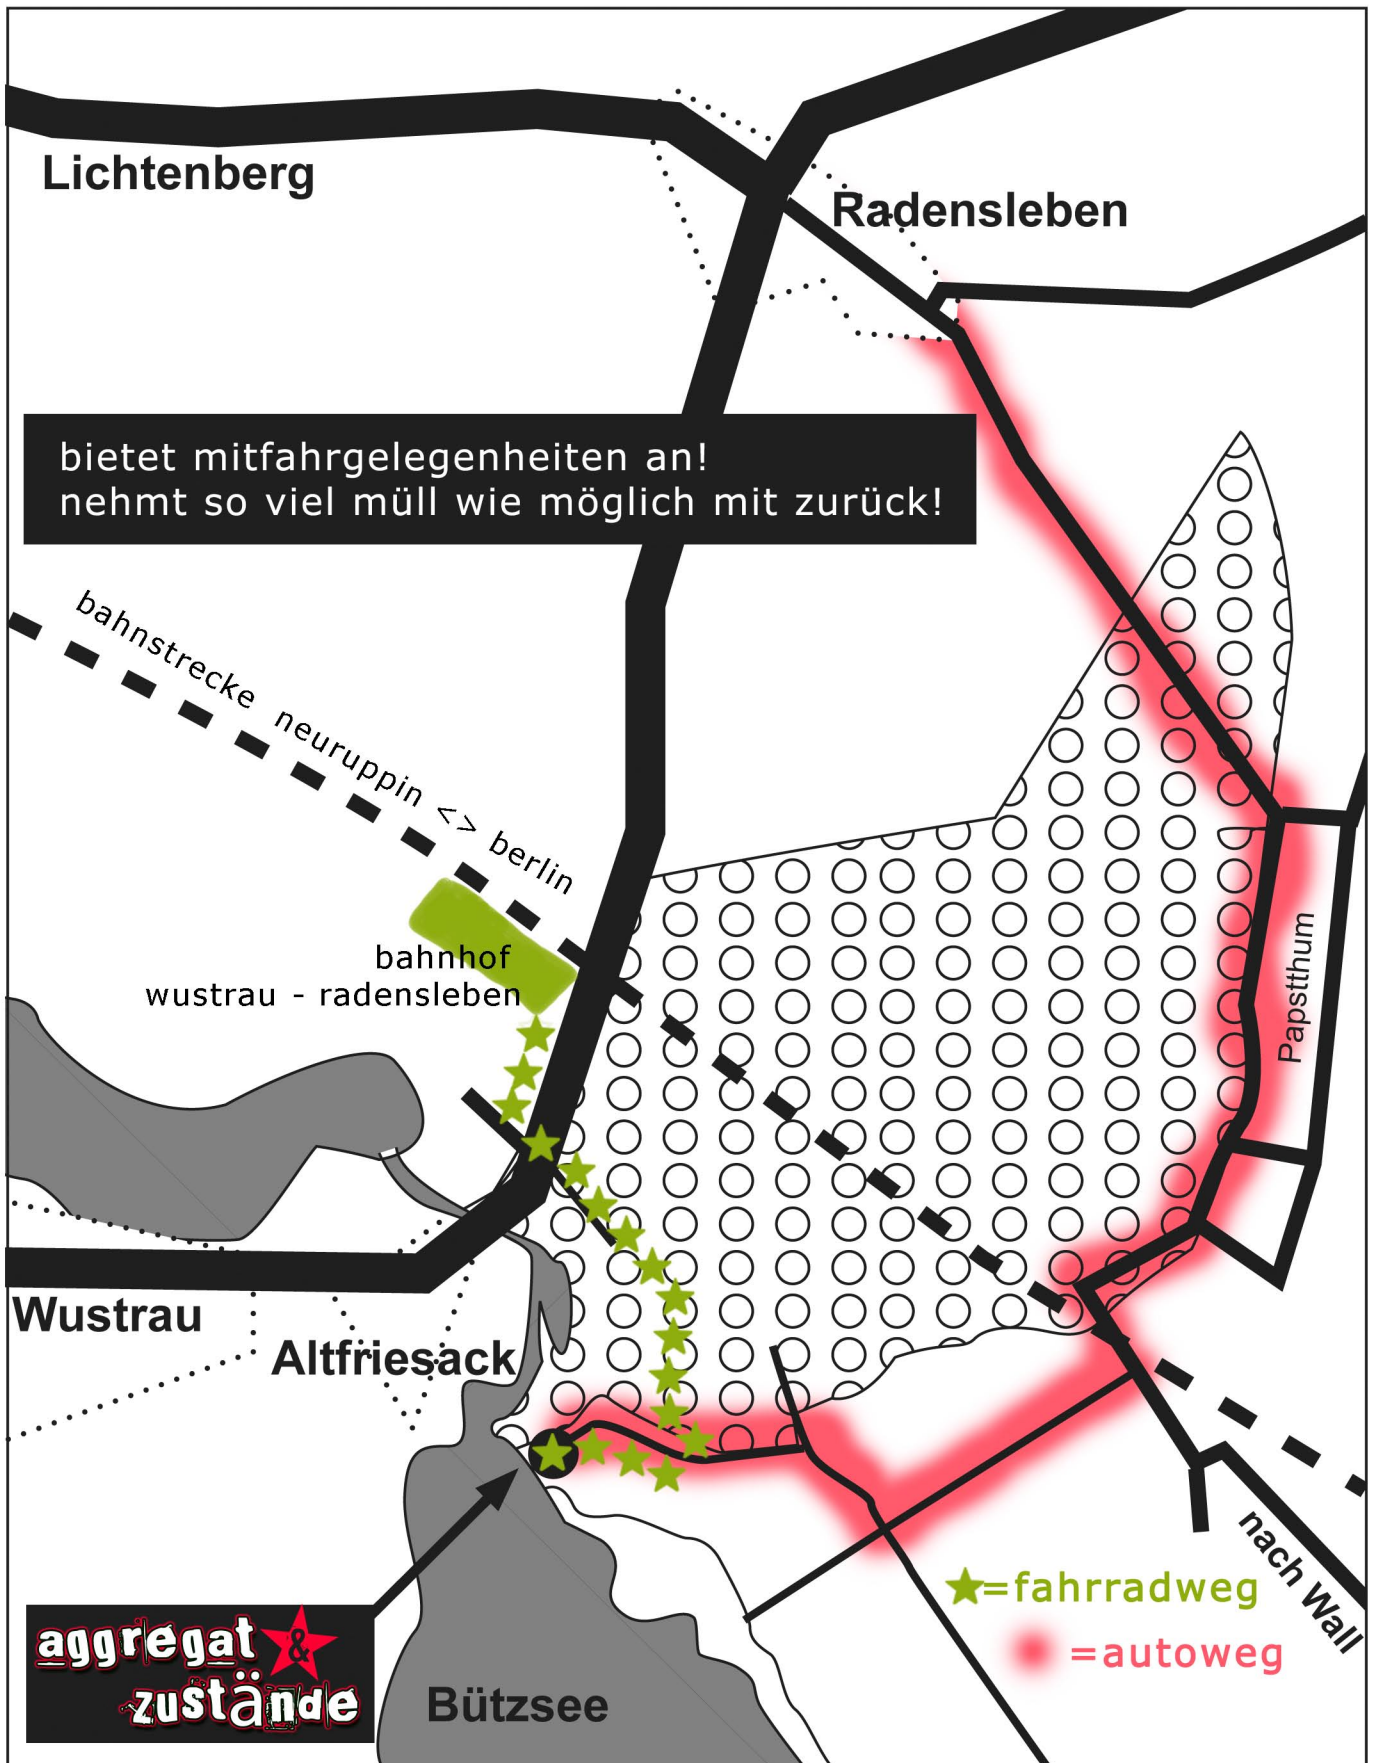 Lichtenberg
Radensleben
bietet mitfahrgelegenheiten an!
nehmt so viel müll wie möglich mit zurück!
bahnstrecke neuruppin <> berlin
bahnhof
wustrau - radensleben
Papstthum
Wustrau
Altfriesack
nach Wall
=fahrradweg
=autoweg
aggregat &
zustände
Bützsee